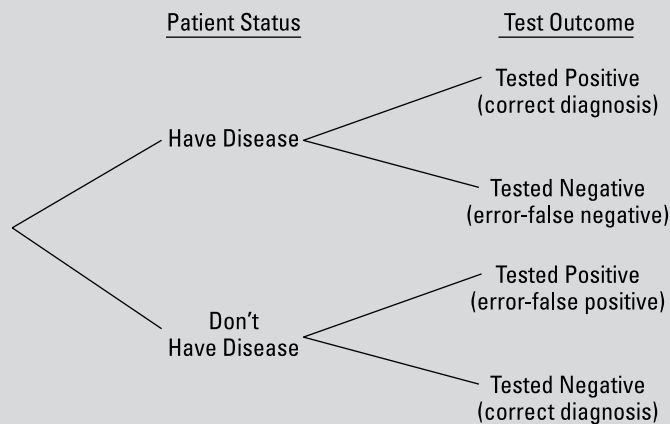 Patient Status
Test Outcome
Tested Positive
(correct diagnosis)
Have Disease
Tested Negative
(error-false negative)
Tested Positive
(error-false positive)
Don't
Have Disease
Tested Negative
(correct diagnosis)